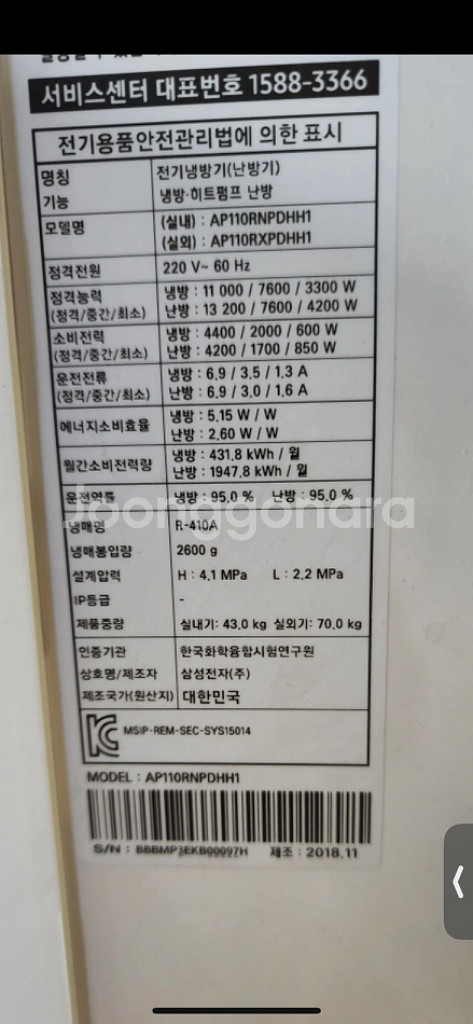 서비스센터 대표번호 1588-3366
전기용품안전관리법에 의한 표시
명칭 전기냉방기(난방기)
기능 냉방·히트펌프 난방
모델명 (실내) : AP110RNPDHH1
(실외) : AP110RXPDHH1
정격전원 220 V~ 60 Hz
정격능력 냉방 : 11 000 / 7600 / 3300 W
(정격/중간/최소) 난방 : 13 200 / 7600 / 4200 W
소비전력 냉방 : 4400 / 2000 / 600 W
(정격/중간/최소) 난방 : 4200 / 1700 / 850 W
운전전류 냉방 : 6.9 / 3.5 / 1.3 A
(정격/중간/최소) 난방 : 6.9 / 3.0 / 1.6 A
에너지소비효율 냉방 : 5.15 W / W
난방 : 2.60 W / W
월간소비전력량 냉방 : 431.8 kWh / 월
난방 : 1947.8 kWh / 월
운전역률 냉방 : 95.0 % 난방 : 95.0 %
Joonggonara
냉매명 R-410A
냉매봉입량 2600 g
설계압력 H : 4.1 MPa L : 2.2 MPa
IP등급 -
제품중량 실내기: 43.0 kg 실외기: 70.0 kg
인증기관 한국화학융합시험연구원
상호명/제조자 삼성전자(주)
제조국가(원산지) 대한민국
MSIP-REM-SEC-SYS15014
MODEL : AP110RNPDHH1
S/N : 제조 : 2018.11